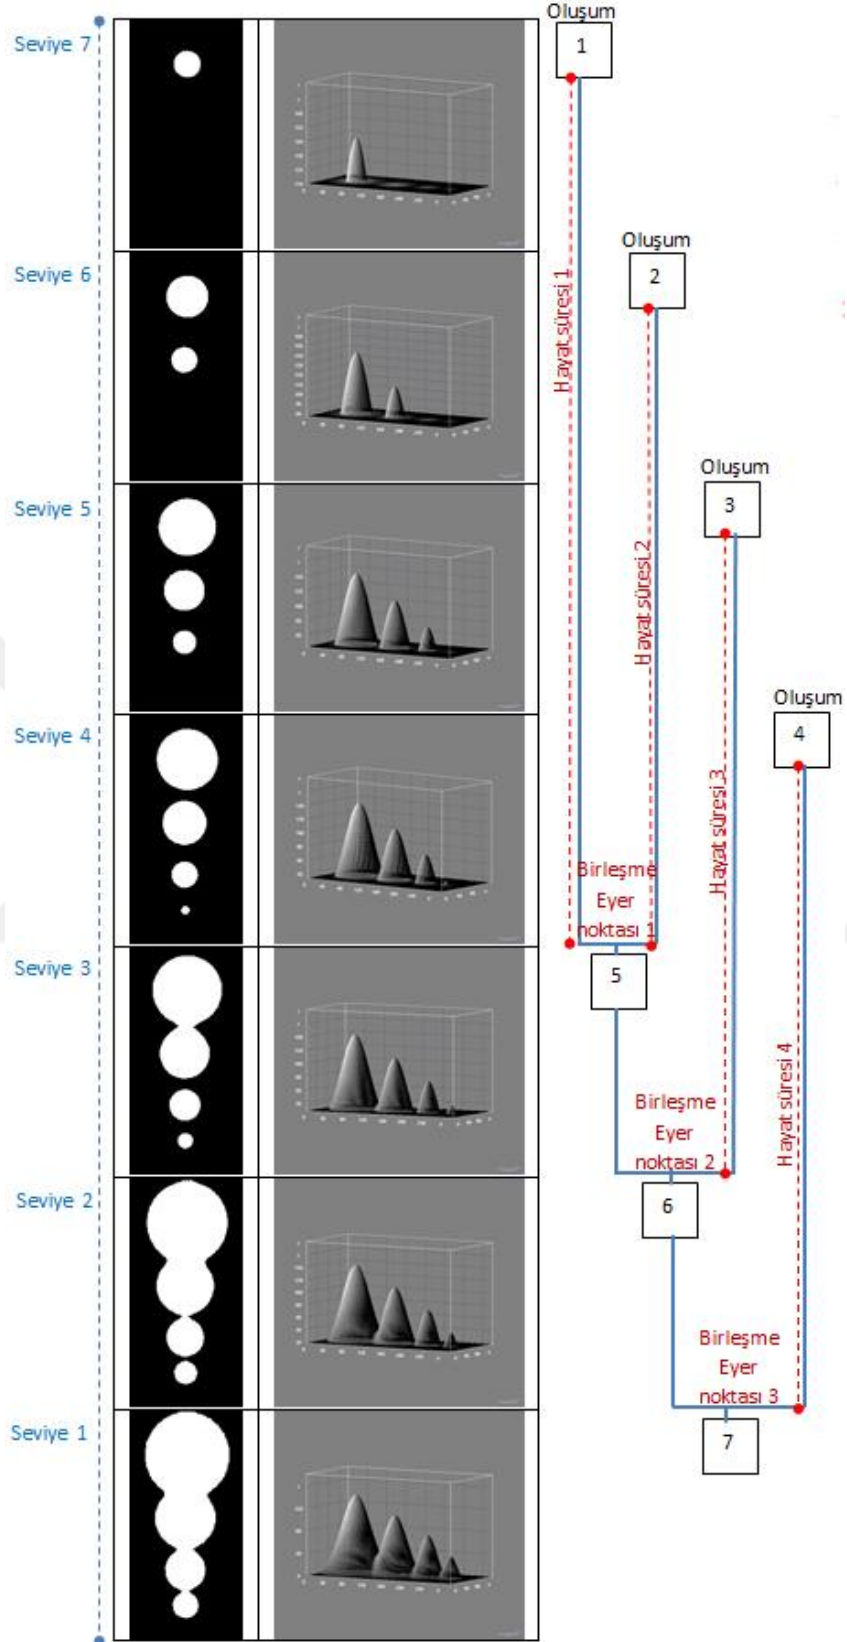 Oluşum
1
Seviye 7
Hayat süresi 1
Oluşum
2
Seviye 6
Hayat süresi 2
Oluşum
3
Seviye 5
Hayat süresi 3
Oluşum
4
Seviye 4
Hayat süresi 4
Birleşme
Eyer
noktası 1
Seviye 3
5
Birleşme
Eyer
noktası 2
Seviye 2
6
Birleşme
Eyer
noktası 3
Seviye 1
7